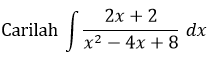 Carilah ∫ (2x + 2)/(x² − 4x + 8) dx